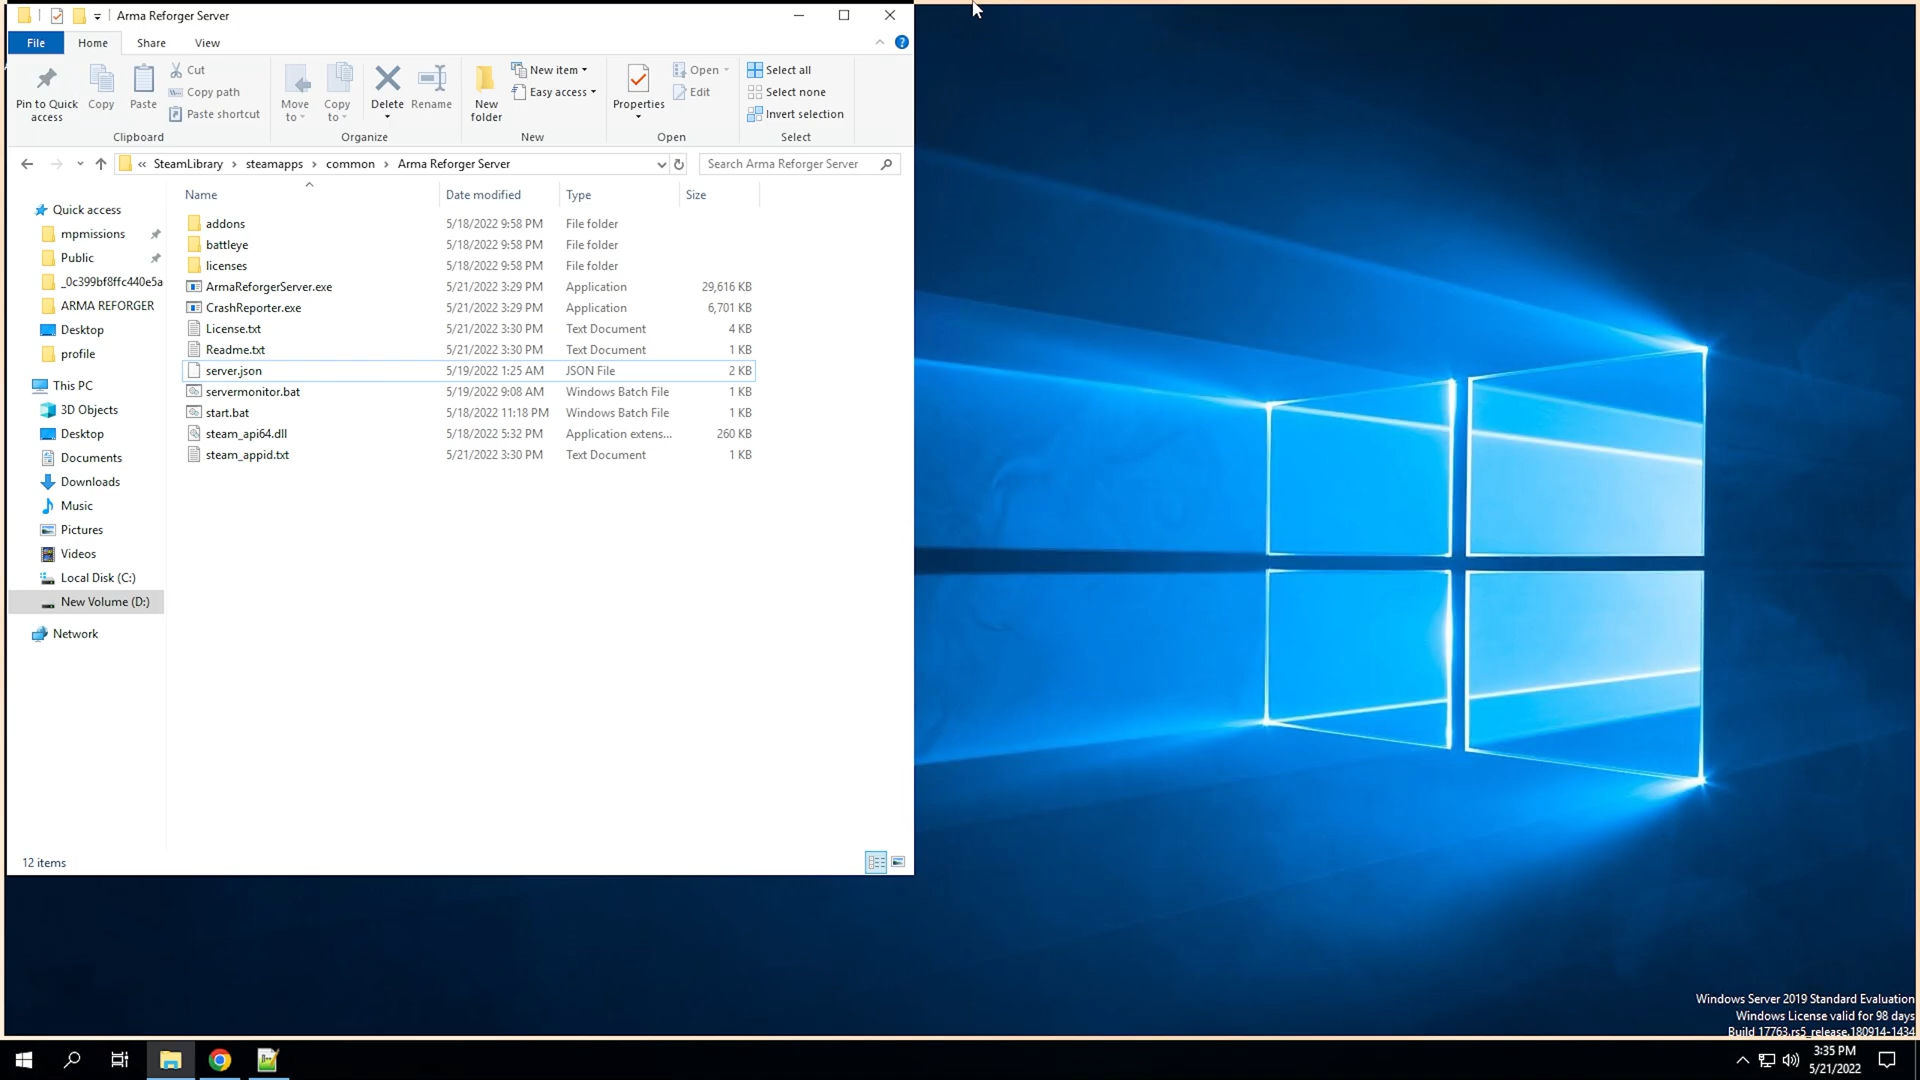 Arma Reforger Server
File Home Share View
Pin to Quick access
Copy
Paste
Cut
Copy path
Paste shortcut
Clipboard
Move to
Copy to
Delete
Rename
Organize
New folder
New item
Easy access
New
Properties
Open
Edit
Open
Select all
Select none
Invert selection
Select
« SteamLibrary › steamapps › common › Arma Reforger Server
Search Arma Reforger Server
Quick access
mpmissions
Public
_0c399bf8ffc440e5a
ARMA REFORGER
Desktop
profile
This PC
3D Objects
Desktop
Documents
Downloads
Music
Pictures
Videos
Local Disk (C:)
New Volume (D:)
Network
Name Date modified Type Size
addons 5/18/2022 9:58 PM File folder
battleye 5/18/2022 9:58 PM File folder
licenses 5/18/2022 9:58 PM File folder
ArmaReforgerServer.exe 5/21/2022 3:29 PM Application 29,616 KB
CrashReporter.exe 5/21/2022 3:29 PM Application 6,701 KB
License.txt 5/21/2022 3:30 PM Text Document 4 KB
Readme.txt 5/21/2022 3:30 PM Text Document 1 KB
server.json 5/19/2022 1:25 AM JSON File 2 KB
servermonitor.bat 5/19/2022 9:08 AM Windows Batch File 1 KB
start.bat 5/18/2022 11:18 PM Windows Batch File 1 KB
steam_api64.dll 5/18/2022 5:32 PM Application extens... 260 KB
steam_appid.txt 5/21/2022 3:30 PM Text Document 1 KB
12 items
Windows Server 2019 Standard Evaluation
Windows License valid for 98 days
Build 17763.rs5_release.180914-1434
3:35 PM
5/21/2022